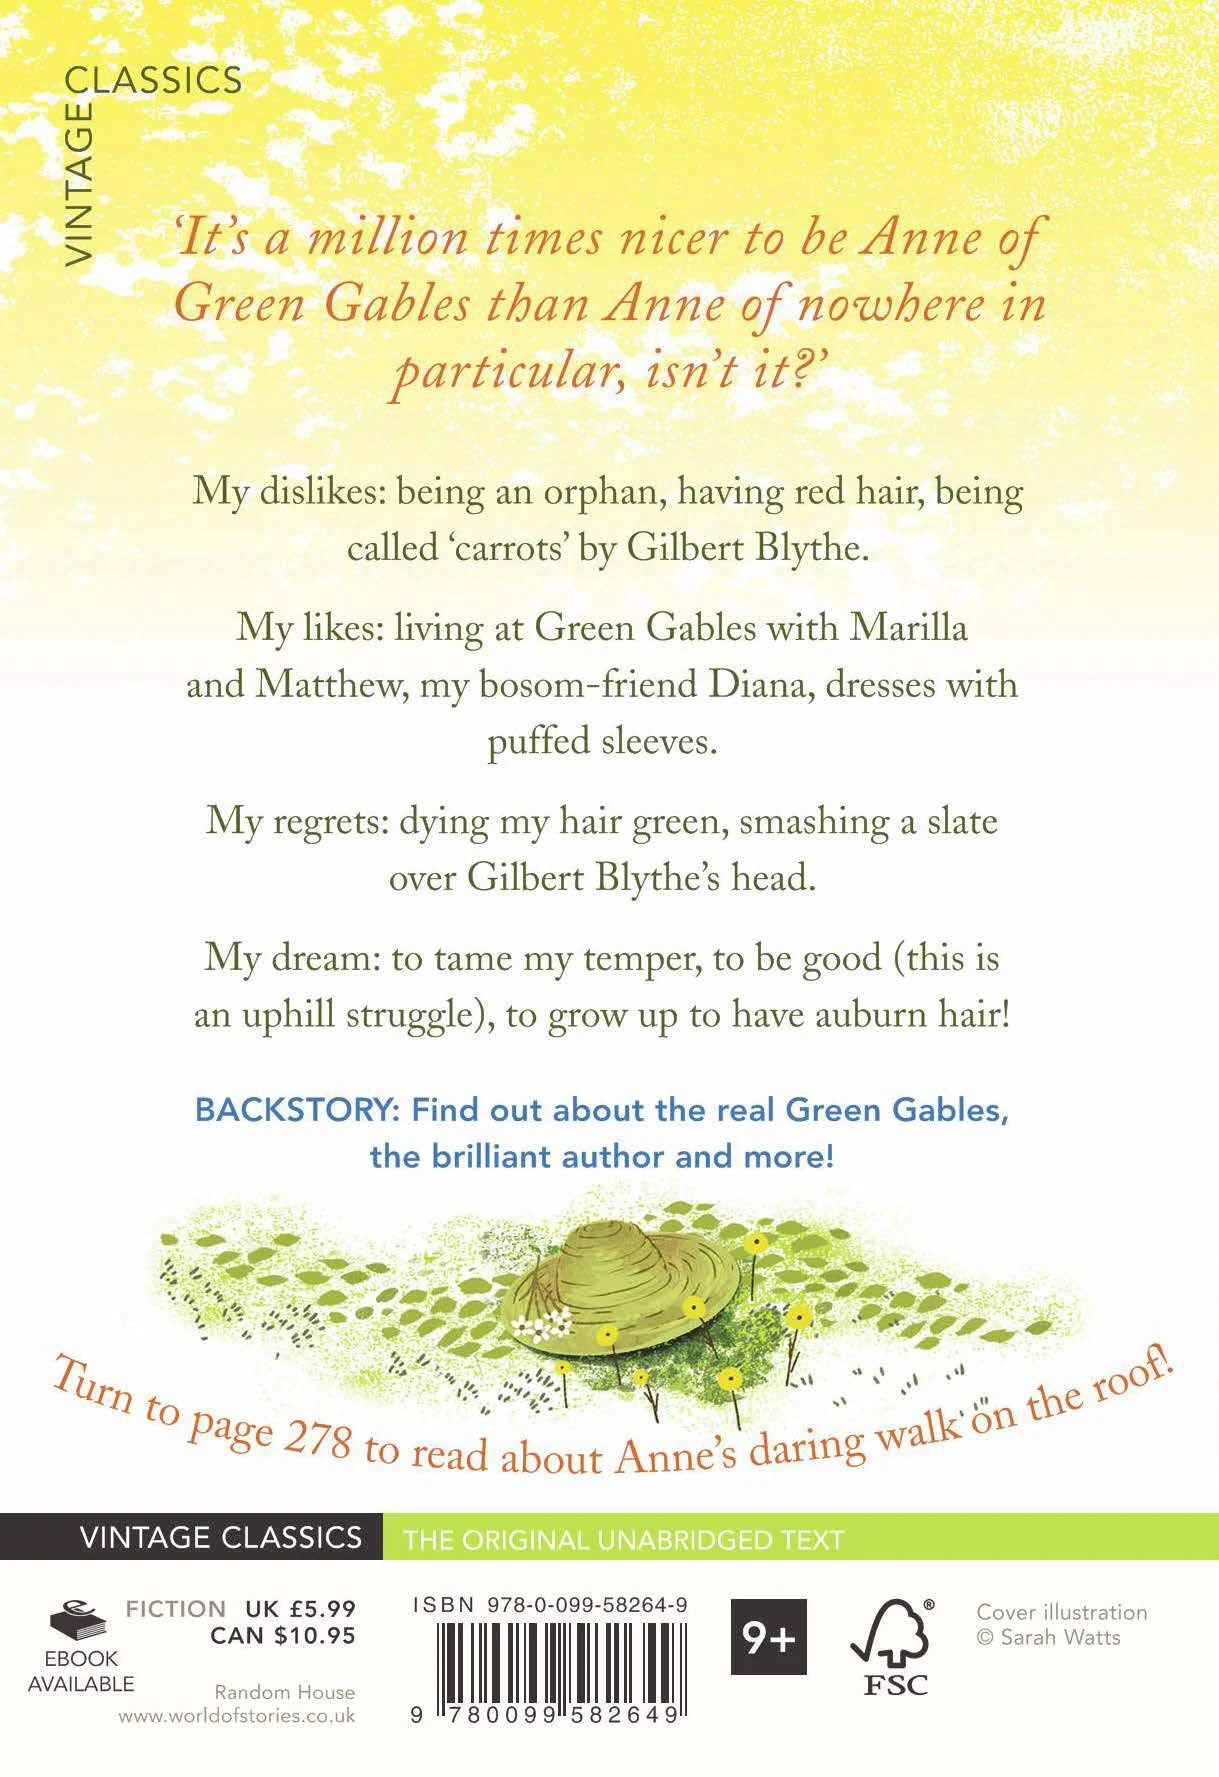 CLASSICS
VINTAGE
‘It’s a million times nicer to be Anne of
Green Gables than Anne of nowhere in
particular, isn’t it?’
My dislikes: being an orphan, having red hair, being
called ‘carrots’ by Gilbert Blythe.
My likes: living at Green Gables with Marilla
and Matthew, my bosom-friend Diana, dresses with
puffed sleeves.
My regrets: dying my hair green, smashing a slate
over Gilbert Blythe’s head.
My dream: to tame my temper, to be good (this is
an uphill struggle), to grow up to have auburn hair!
BACKSTORY: Find out about the real Green Gables,
the brilliant author and more!
Turn to page 278 to read about Anne’s daring walk on the roof!
VINTAGE CLASSICS THE ORIGINAL UNABRIDGED TEXT
EBOOK
AVAILABLE
FICTION UK £5.99
CAN $10.95
Random House
www.worldofstories.co.uk
ISBN 978-0-099-58264-9
9 780099 582649
9+
®
FSC
Cover illustration
© Sarah Watts